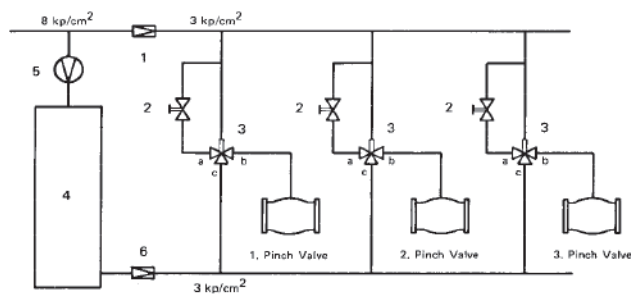 8 kp/cm²
3 kp/cm²
5
1
2
2
2
3
3
3
a
b
c
a
b
c
a
b
c
4
6
1, Pinch Valve
2, Pinch Valve
3. Pinch Valve
3 kp/cm²